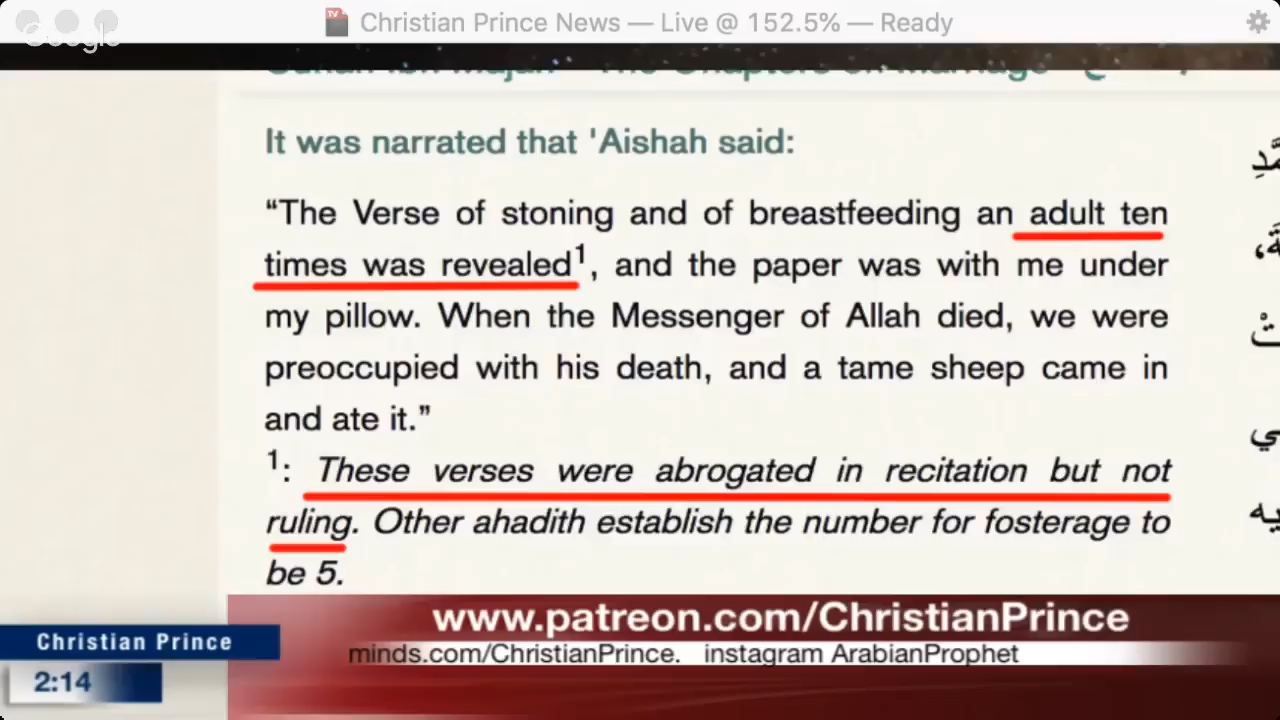 Christian Prince News — Live @ 152.5% — Ready
Google
It was narrated that 'Aishah said:
“The Verse of stoning and of breastfeeding an adult ten
times was revealed¹, and the paper was with me under
my pillow. When the Messenger of Allah died, we were
preoccupied with his death, and a tame sheep came in
and ate it.”
¹: These verses were abrogated in recitation but not
ruling. Other ahadith establish the number for fosterage to
be 5.
www.patreon.com/ChristianPrince
Christian Prince
minds.com/ChristianPrince. instagram ArabianProphet
2:14